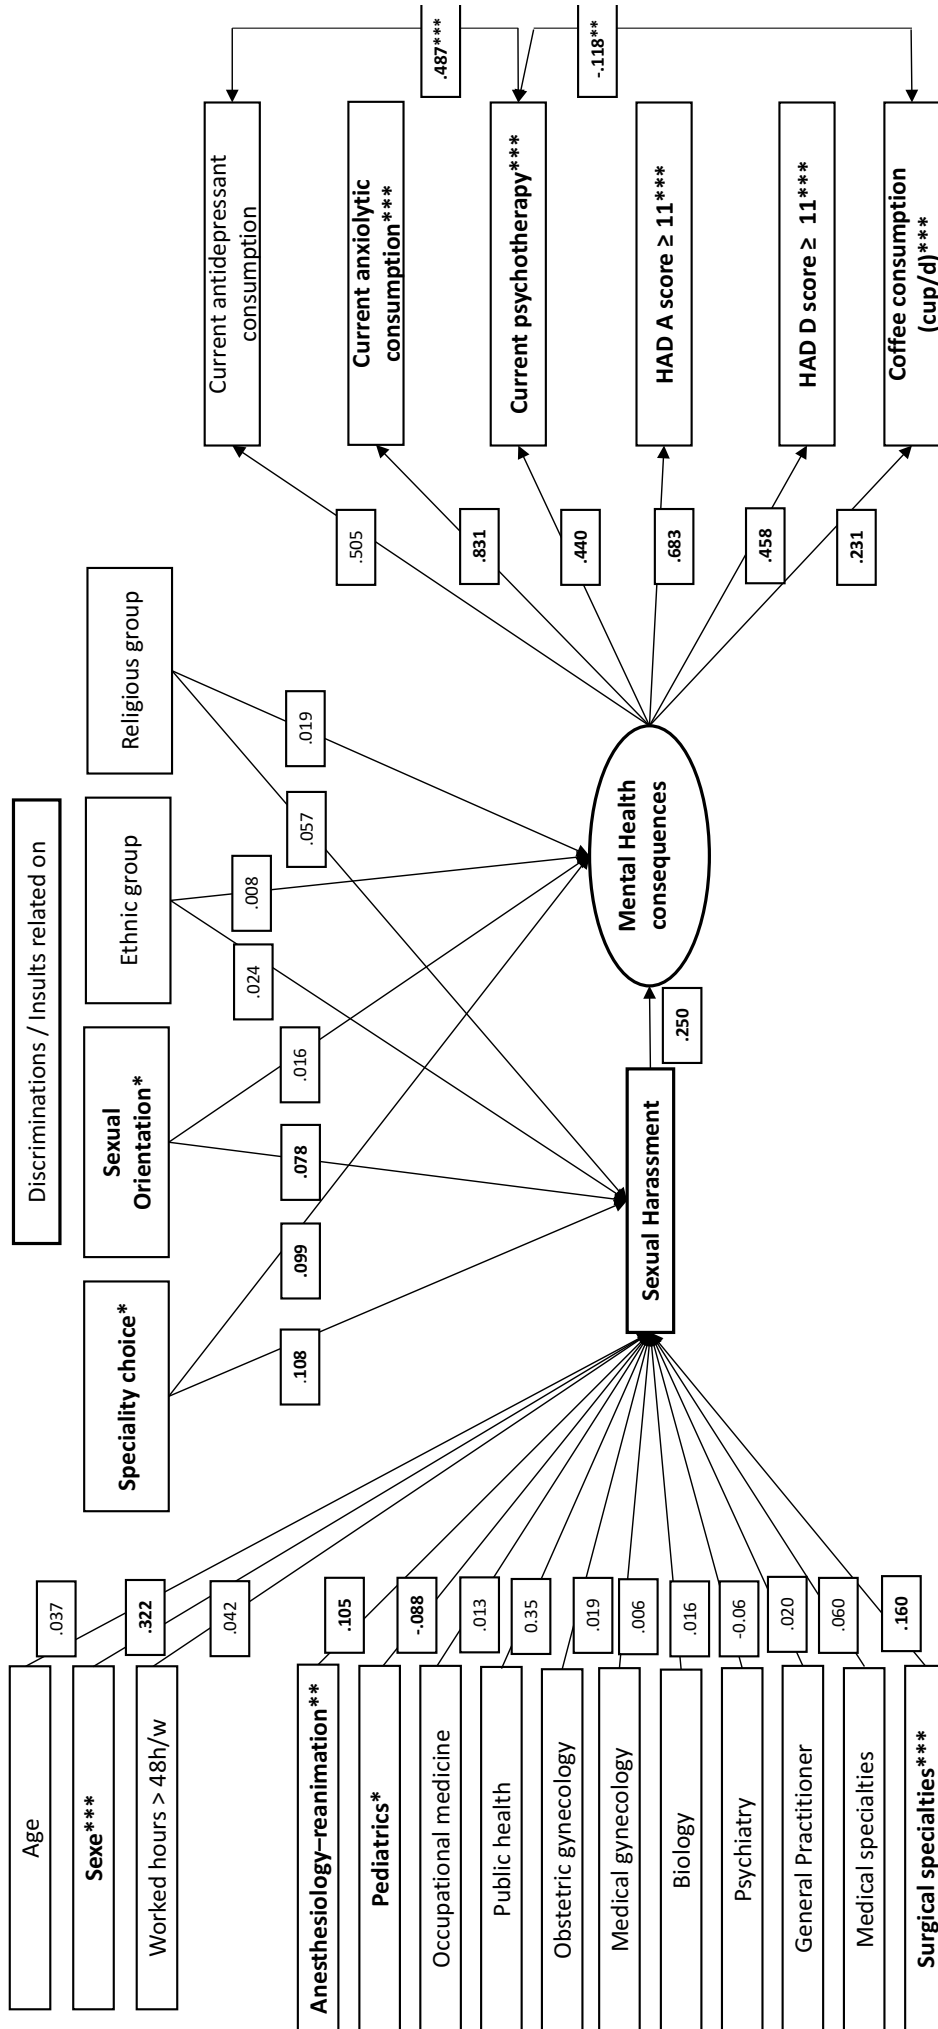 Discriminations / Insults related on
Speciality choice*
Sexual
Orientation*
Ethnic group
Religious group
.108
.099
.078
.016
.024
.008
.057
.019
Age
Sexe***
Worked hours > 48h/w
.037
.322
.042
Anesthesiology–reanimation**
Pediatrics*
Occupational medicine
Public health
Obstetric gynecology
Medical gynecology
Biology
Psychiatry
General Practitioner
Medical specialties
Surgical specialties***
.105
-.088
.013
0.35
.019
.006
.016
-0.06
.020
.060
.160
Sexual Harassment
.250
Mental Health
consequences
.505
.831
.440
.683
.458
.231
Current antidepressant
consumption
Current anxiolytic
consumption***
Current psychotherapy***
HAD A score ≥ 11***
HAD D score ≥ 11***
Coffee consumption
(cup/d)***
.487***
-.118**